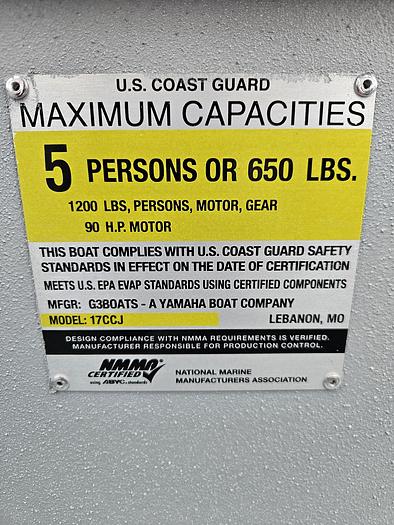 U.S. COAST GUARD
MAXIMUM CAPACITIES
5 PERSONS OR 650 LBS.
1200 LBS, PERSONS, MOTOR, GEAR
90 H.P. MOTOR
THIS BOAT COMPLIES WITH U.S. COAST GUARD SAFETY
STANDARDS IN EFFECT ON THE DATE OF CERTIFICATION
MEETS U.S. EPA EVAP STANDARDS USING CERTIFIED COMPONENTS
MFGR: G3BOATS - A YAMAHA BOAT COMPANY
MODEL: 17CCJ LEBANON, MO
DESIGN COMPLIANCE WITH NMMA REQUIREMENTS IS VERIFIED.
MANUFACTURER RESPONSIBLE FOR PRODUCTION CONTROL.
NMMA®
CERTIFIED
using ABYC standards
NATIONAL MARINE
MANUFACTURERS ASSOCIATION